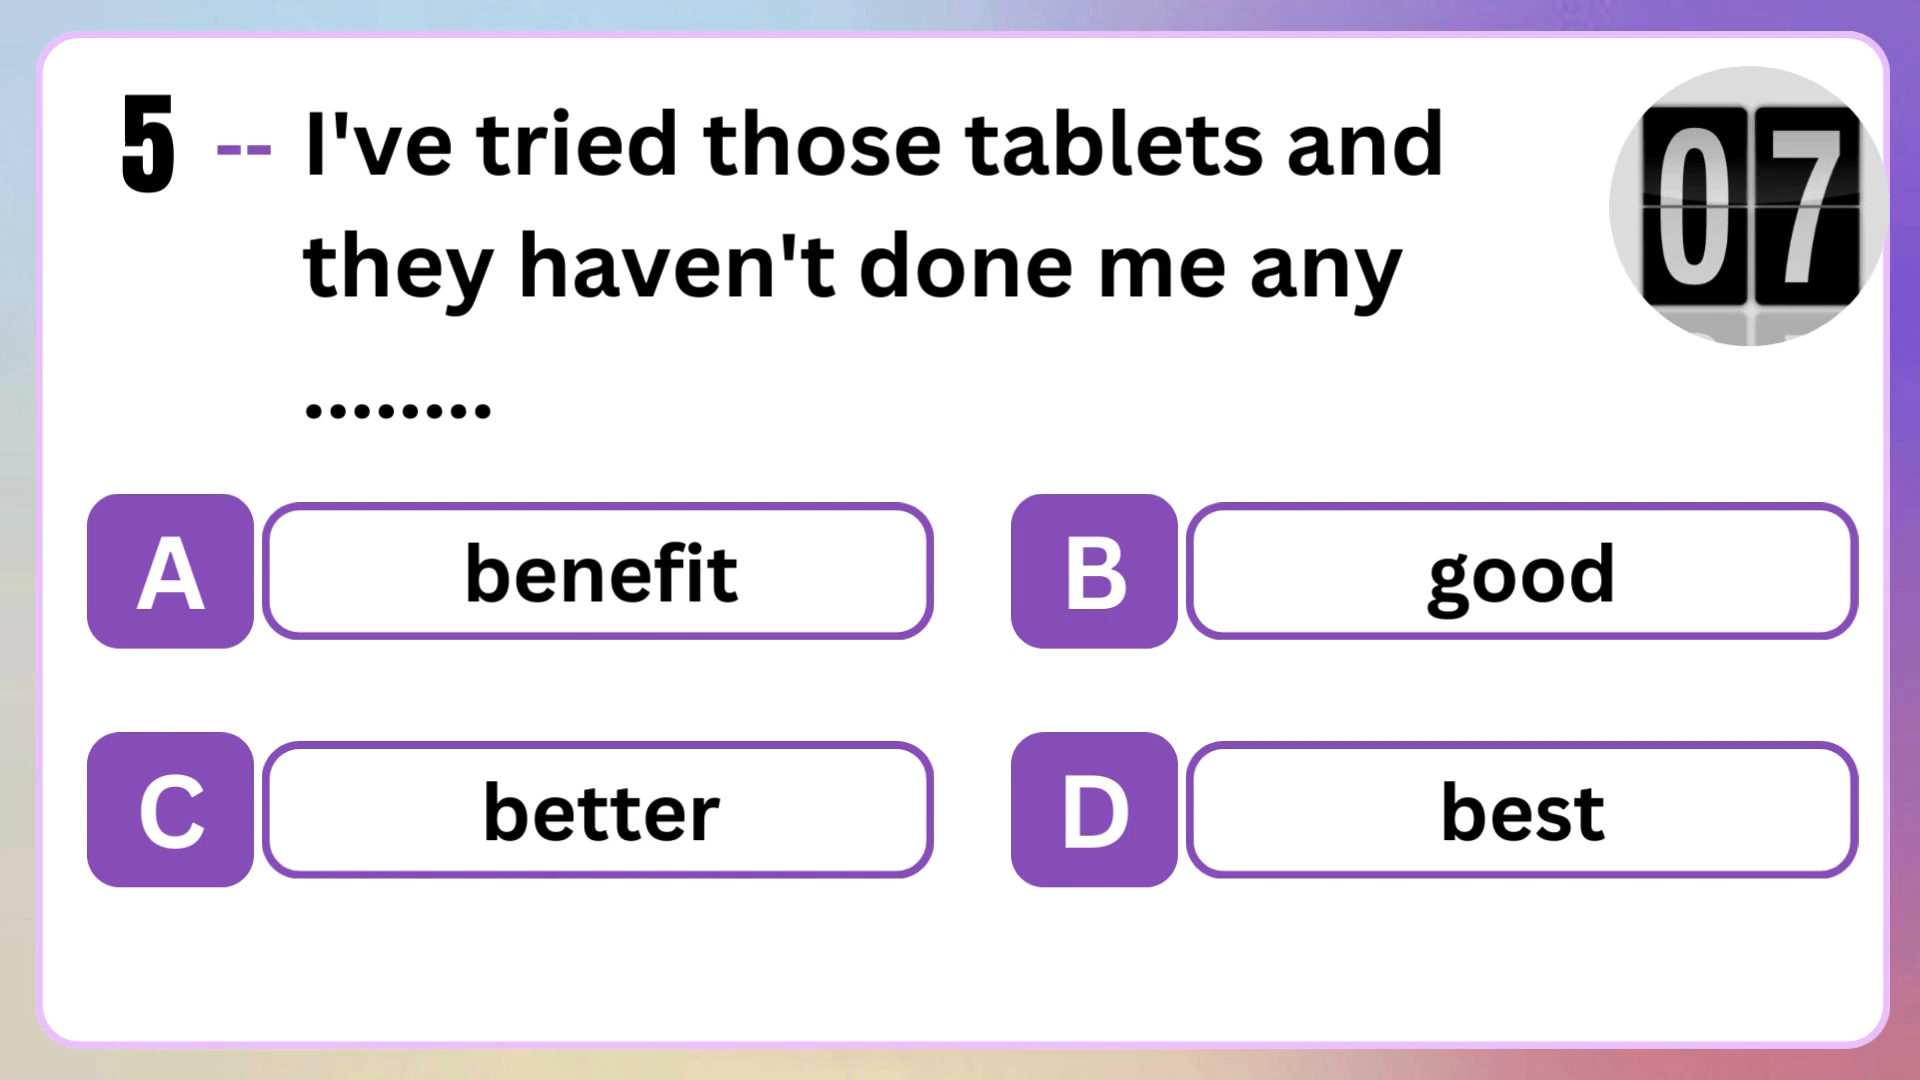 5 -- I've tried those tablets and
they haven't done me any
........
07
A benefit
B good
C better
D best